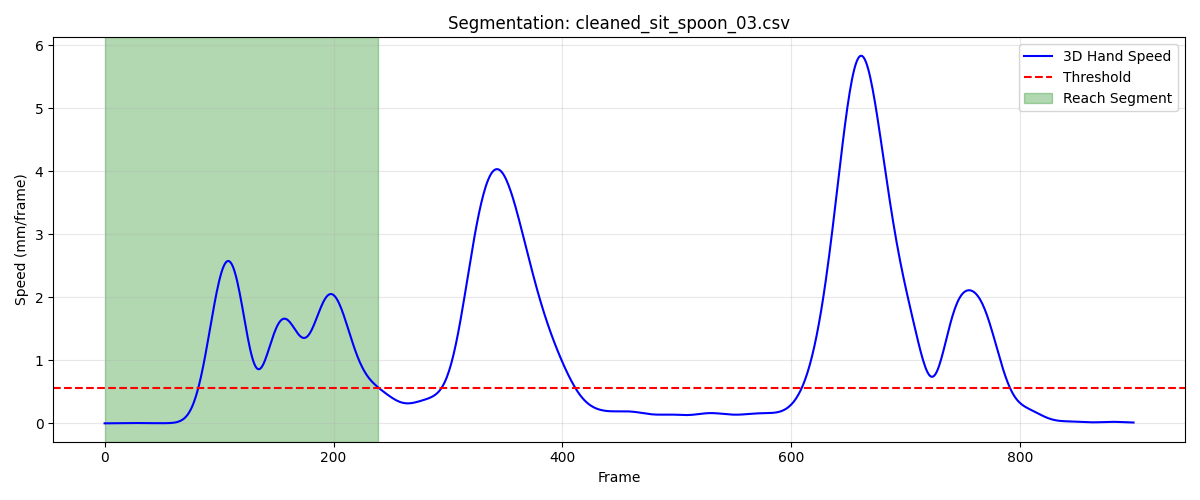 Segmentation: cleaned_sit_spoon_03.csv
3D Hand Speed
Threshold
Reach Segment
Speed (mm/frame)
6
5
4
3
2
1
0
0 200 400 600 800
Frame